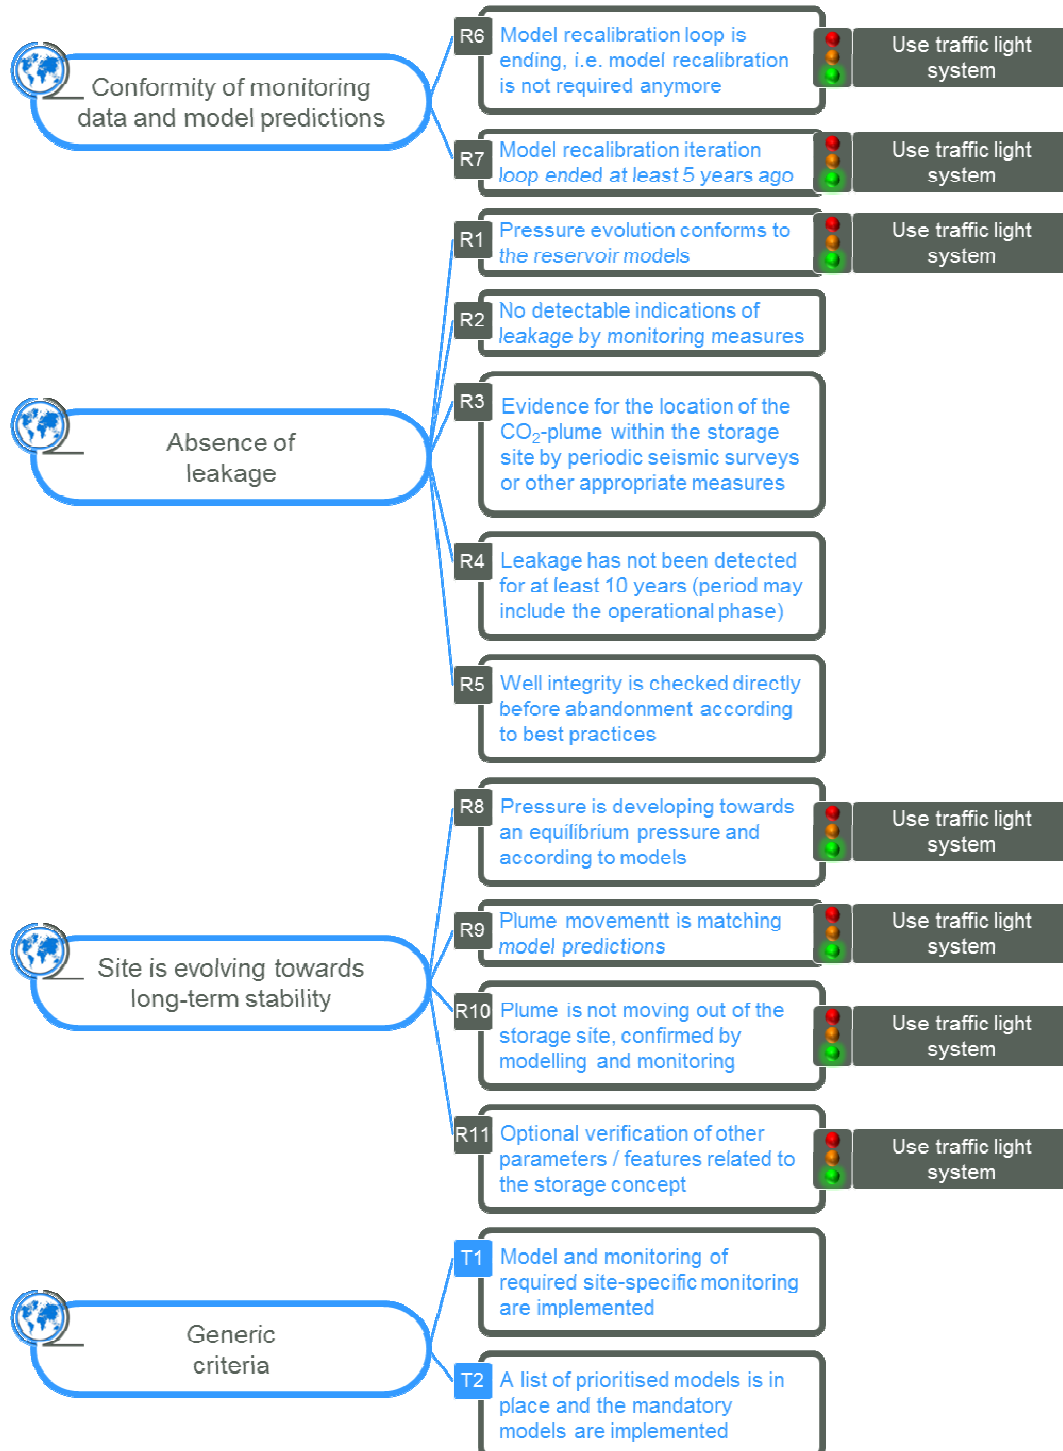 Conformity of monitoring
data and model predictions
R6
Model recalibration loop is
ending, i.e. model recalibration
is not required anymore
Use traffic light
system
R7
Model recalibration iteration
loop ended at least 5 years ago
Use traffic light
system
Absence of
leakage
R1
Pressure evolution conforms to
the reservoir models
Use traffic light
system
R2
No detectable indications of
leakage by monitoring measures
R3
Evidence for the location of the
CO₂-plume within the storage
site by periodic seismic surveys
or other appropriate measures
R4
Leakage has not been detected
for at least 10 years (period may
include the operational phase)
R5
Well integrity is checked directly
before abandonment according
to best practices
Site is evolving towards
long-term stability
R8
Pressure is developing towards
an equilibrium pressure and
according to models
Use traffic light
system
R9
Plume movementt is matching
model predictions
Use traffic light
system
R10
Plume is not moving out of the
storage site, confirmed by
modelling and monitoring
Use traffic light
system
R11
Optional verification of other
parameters / features related to
the storage concept
Use traffic light
system
Generic
criteria
T1
Model and monitoring of
required site-specific monitoring
are implemented
T2
A list of prioritised models is in
place and the mandatory
models are implemented